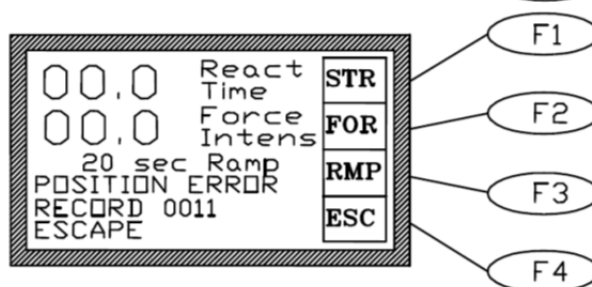 00.0 React Time
00.0 Force Intens
20 sec Ramp
POSITION ERROR
RECORD 0011
ESCAPE
STR
FOR
RMP
ESC
F1
F2
F3
F4